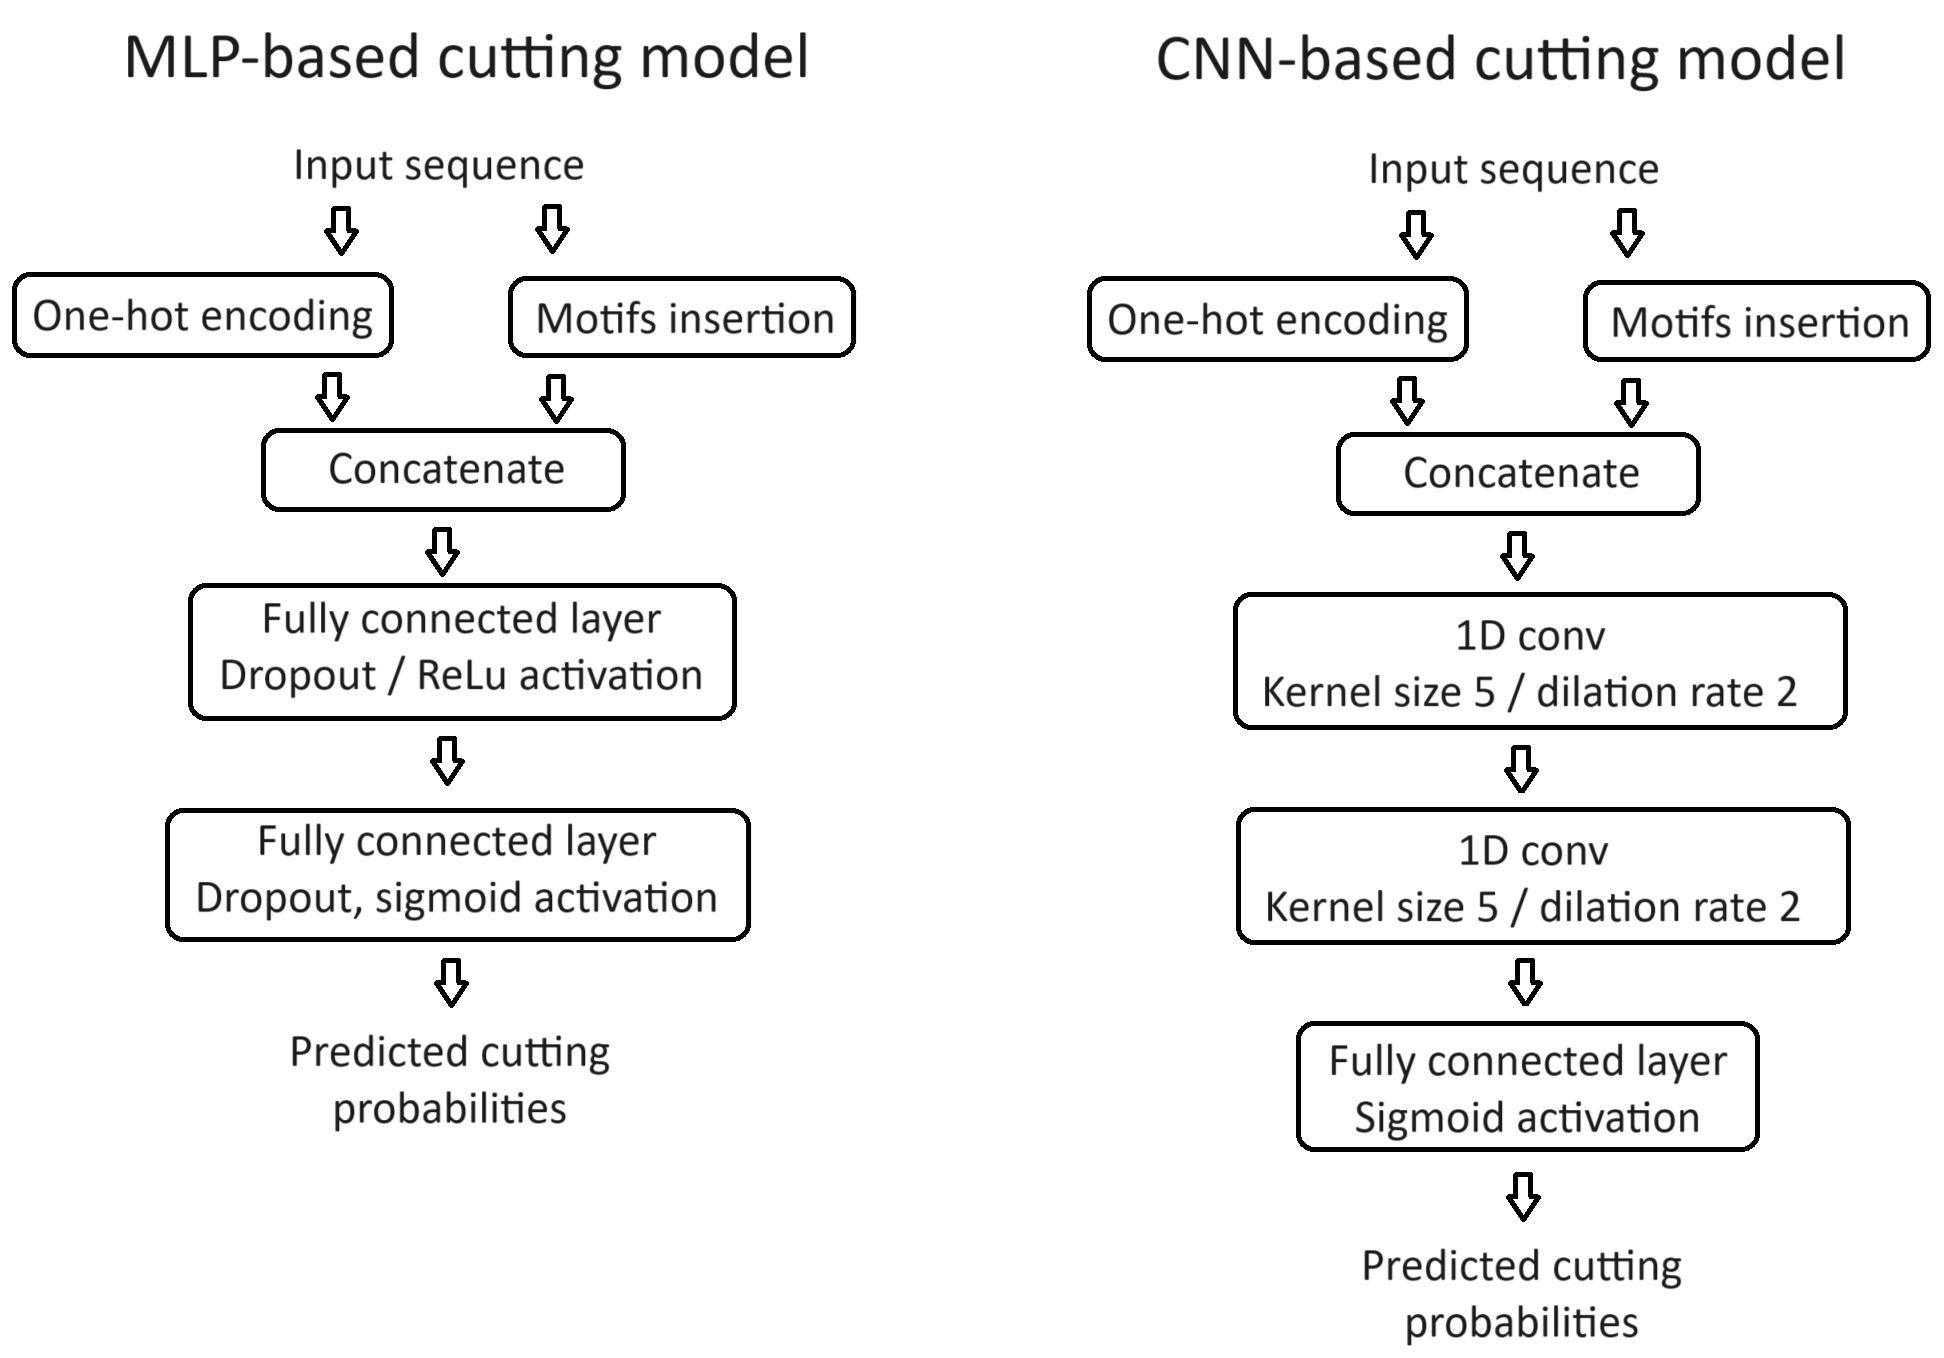 MLP-based cutting model
Input sequence
One-hot encoding
Motifs insertion
Concatenate
Fully connected layer
Dropout / ReLu activation
Fully connected layer
Dropout, sigmoid activation
Predicted cutting
probabilities
CNN-based cutting model
Input sequence
One-hot encoding
Motifs insertion
Concatenate
1D conv
Kernel size 5 / dilation rate 2
1D conv
Kernel size 5 / dilation rate 2
Fully connected layer
Sigmoid activation
Predicted cutting
probabilities